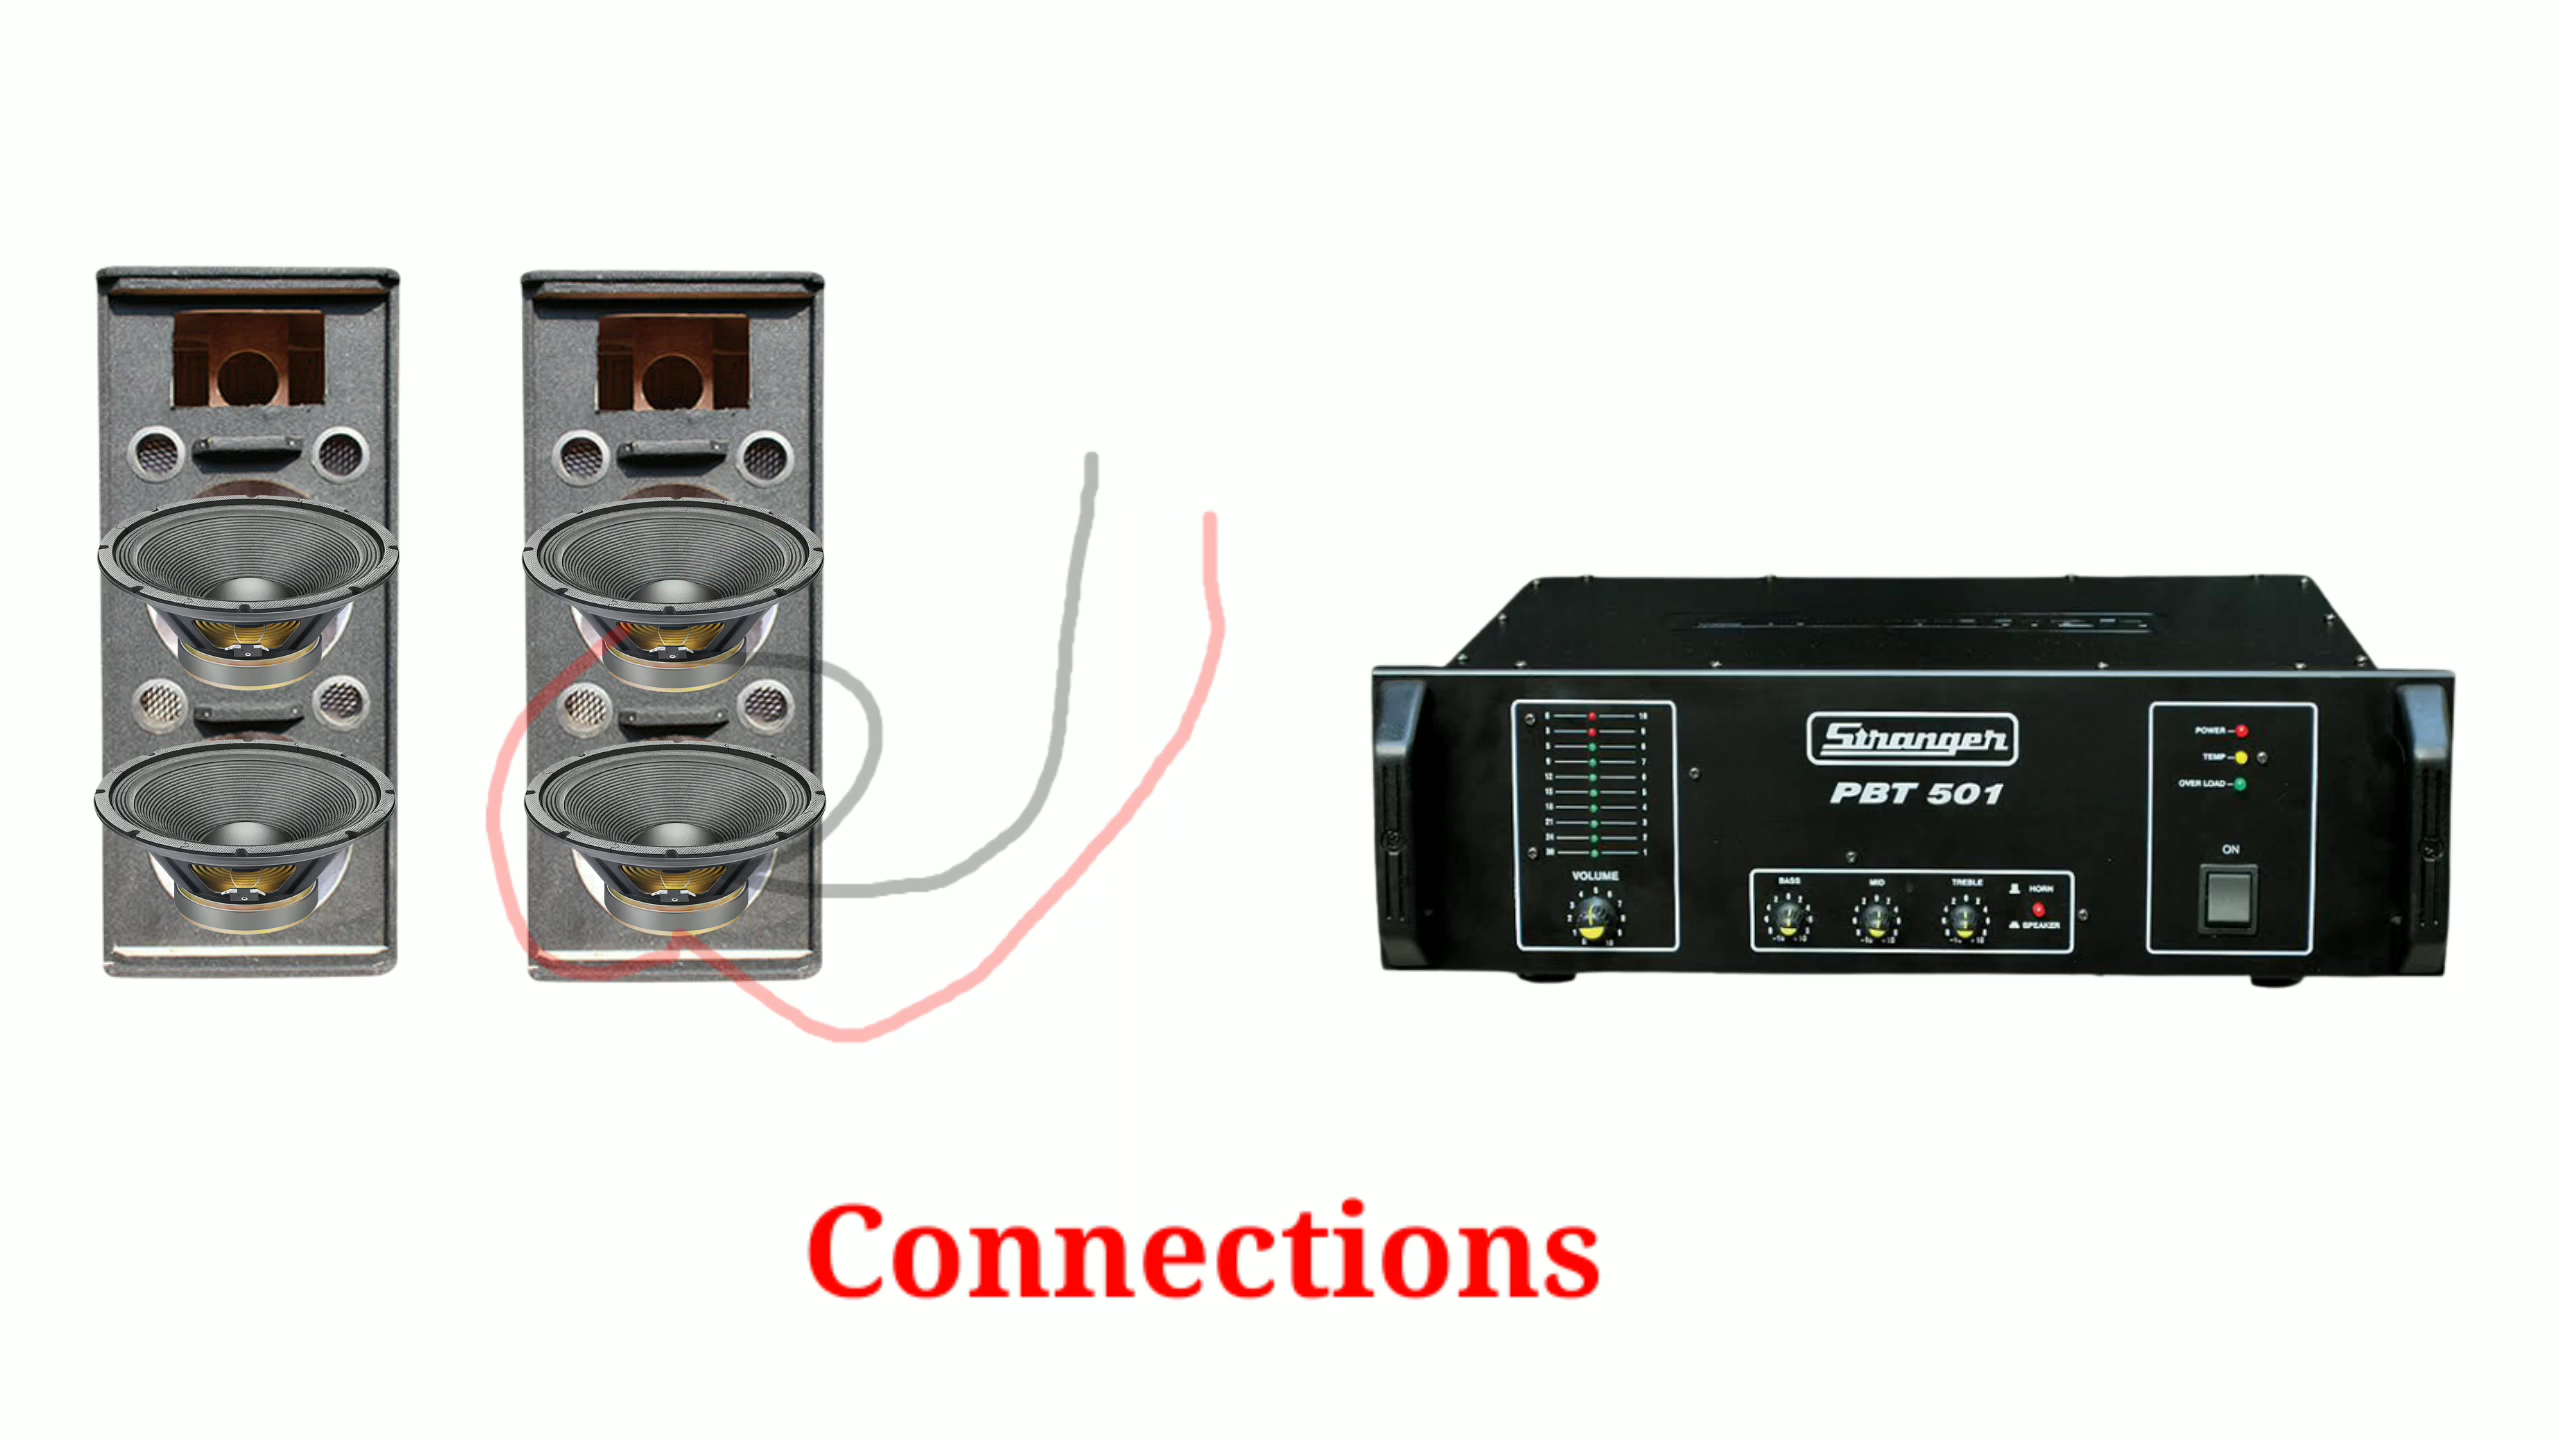 Stranger
PBT 501
POWER
TEMP
OVER LOAD
ON
VOLUME
BASS
MID
TREBLE
HORN
SPEAKER
Connections